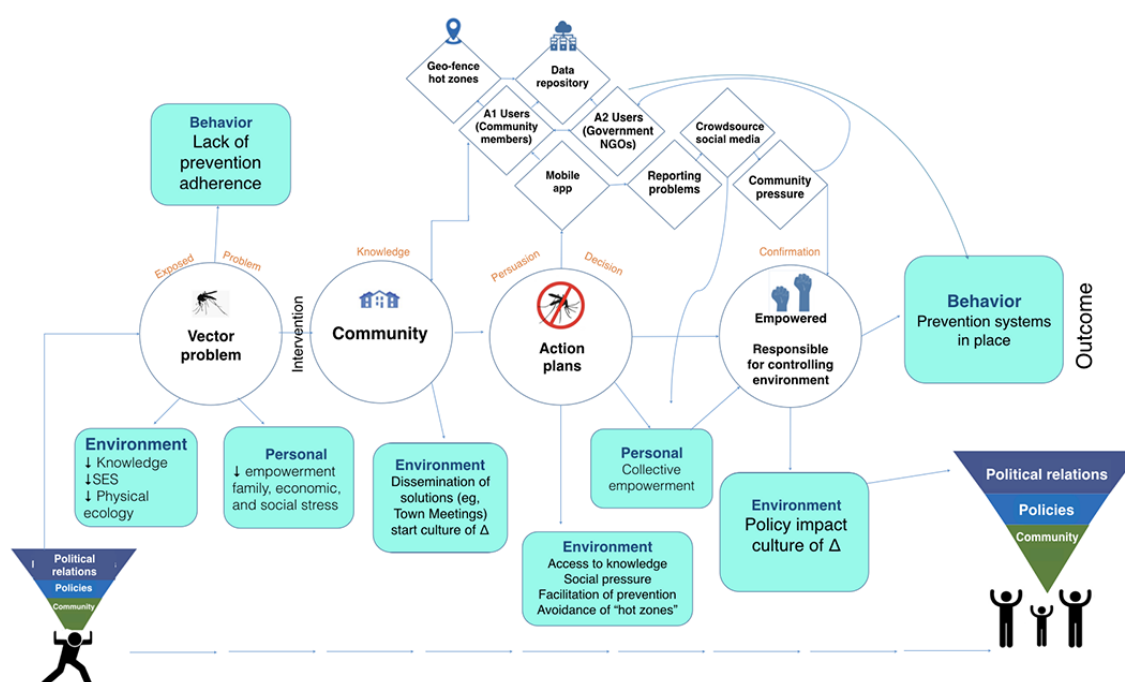 Geo-fence
hot zones
Data
repository
A1 Users
(Community
members)
A2 Users
(Government
NGOs)
Crowdsource
social media
Mobile
app
Reporting
problems
Community
pressure
Behavior
Lack of
prevention
adherence
Exposed
Problem
Knowledge
Persuasion
Decision
Confirmation
Vector
problem
Intervention
Community
Action
plans
Empowered
Responsible
for controlling
environment
Behavior
Prevention systems
in place
Outcome
Environment
↓ Knowledge
↓SES
↓ Physical
ecology
Personal
↓ empowerment
family, economic,
and social stress
Environment
Dissemination of
solutions (eg,
Town Meetings)
start culture of Δ
Personal
Collective
empowerment
Environment
Access to knowledge
Social pressure
Facilitation of prevention
Avoidance of “hot zones”
Environment
Policy impact
culture of Δ
Political relations
Policies
Community
Political
relations
Policies
Community